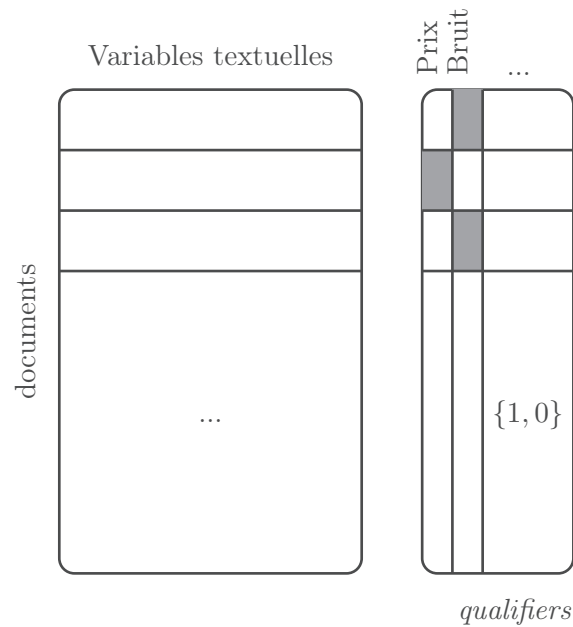 Variables textuelles
Prix
Bruit
...
documents
...
{1, 0}
qualifiers